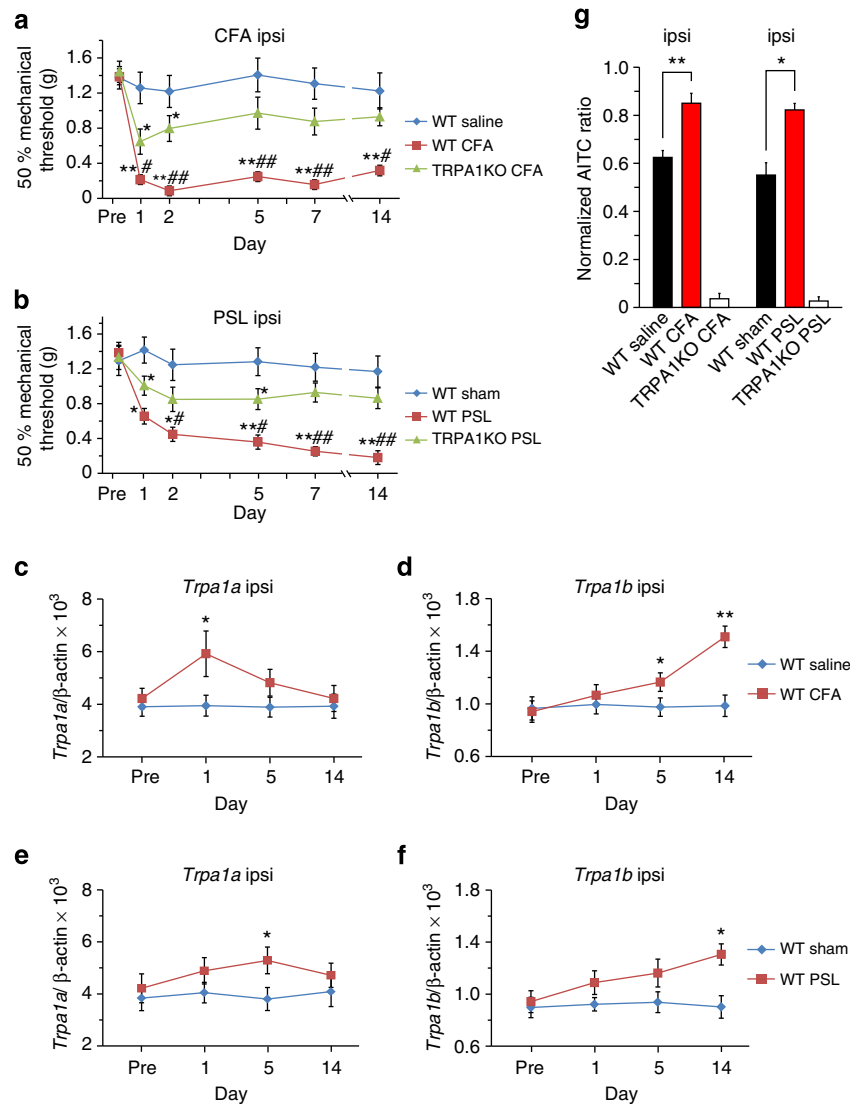 a
CFA ipsi
50 % mechanical
threshold (g)
1.6
1.2
0.8
0.4
0
* * **# **## **## **## **#
Pre 1 2 5 7 14
Day
WT saline
WT CFA
TRPA1KO CFA
b
PSL ipsi
50 % mechanical
threshold (g)
1.6
1.2
0.8
0.4
0
* * * *# **# **## **##
Pre 1 2 5 7 14
Day
WT sham
WT PSL
TRPA1KO PSL
g
ipsi ipsi
** *
Normalized AITC ratio
1.0
0.8
0.6
0.4
0.2
0
WT saline
WT CFA
TRPA1KO CFA
WT sham
WT PSL
TRPA1KO PSL
c
Trpa1a ipsi
Trpa1a/β-actin × 10³
8
6
4
2
*
Pre 1 5 14
Day
d
Trpa1b ipsi
Trpa1b/β-actin × 10³
1.8
1.4
1.0
0.6
* **
Pre 1 5 14
Day
WT saline
WT CFA
e
Trpa1a ipsi
Trpa1a/ β-actin × 10³
8
6
4
2
*
Pre 1 5 14
Day
f
Trpa1b ipsi
Trpa1b/β-actin × 10³
1.8
1.4
1.0
0.6
*
Pre 1 5 14
Day
WT sham
WT PSL